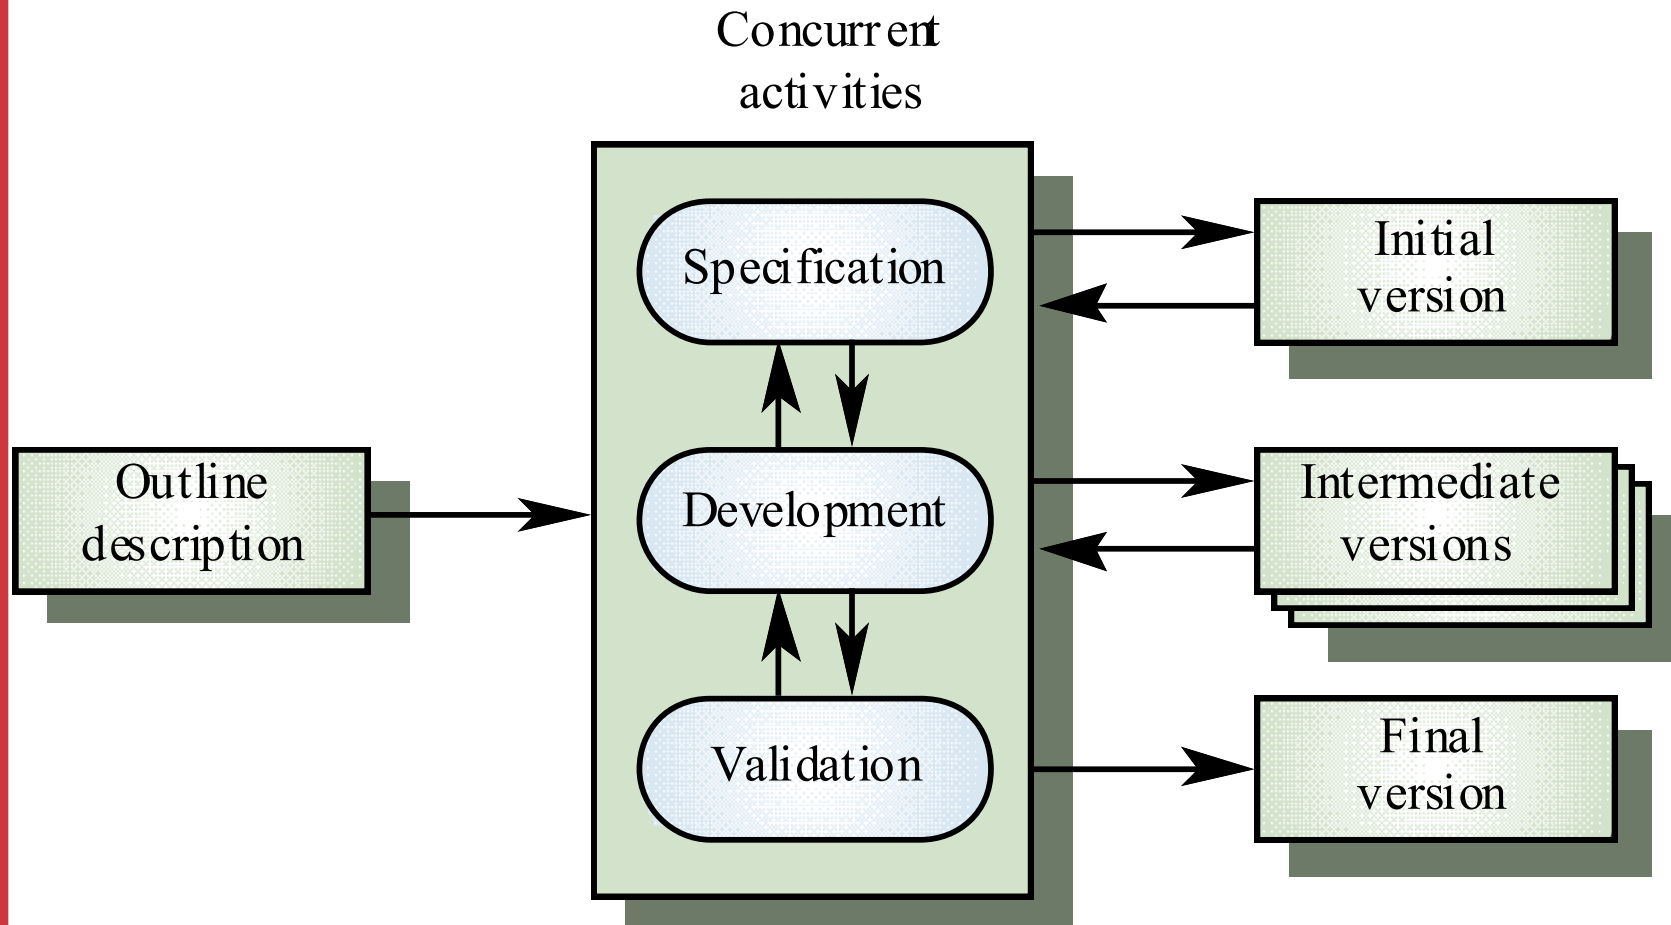 Concurrent
activities
Specification
Initial
version
Outline
description
Development
Intermediate
versions
Validation
Final
version